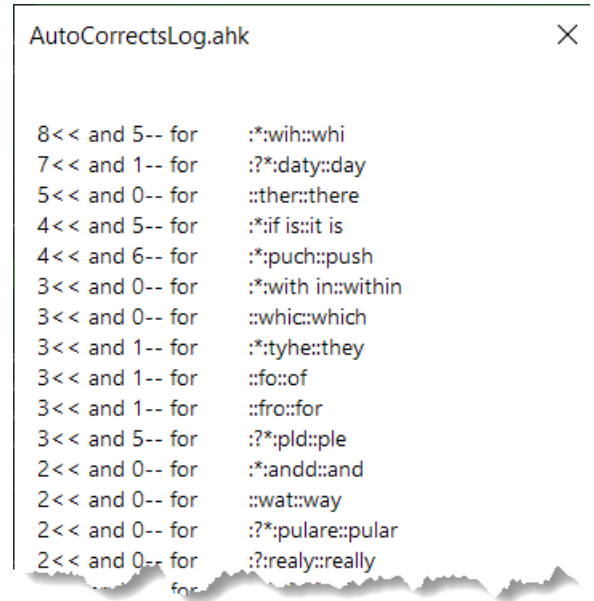 AutoCorrectsLog.ahk
8<< and 5-- for :*:wih::whi
7<< and 1-- for :?*:daty::day
5<< and 0-- for ::ther::there
4<< and 5-- for :*:if is::it is
4<< and 6-- for :*:puch::push
3<< and 0-- for :*:with in::within
3<< and 0-- for ::whic::which
3<< and 1-- for :*:tyhe::they
3<< and 1-- for ::fo::of
3<< and 1-- for ::fro::for
3<< and 5-- for :?*:pld::ple
2<< and 0-- for :*:andd::and
2<< and 0-- for ::wat::way
2<< and 0-- for :?*:pulare::pular
2<< and 0-- for :?:realy::really
for